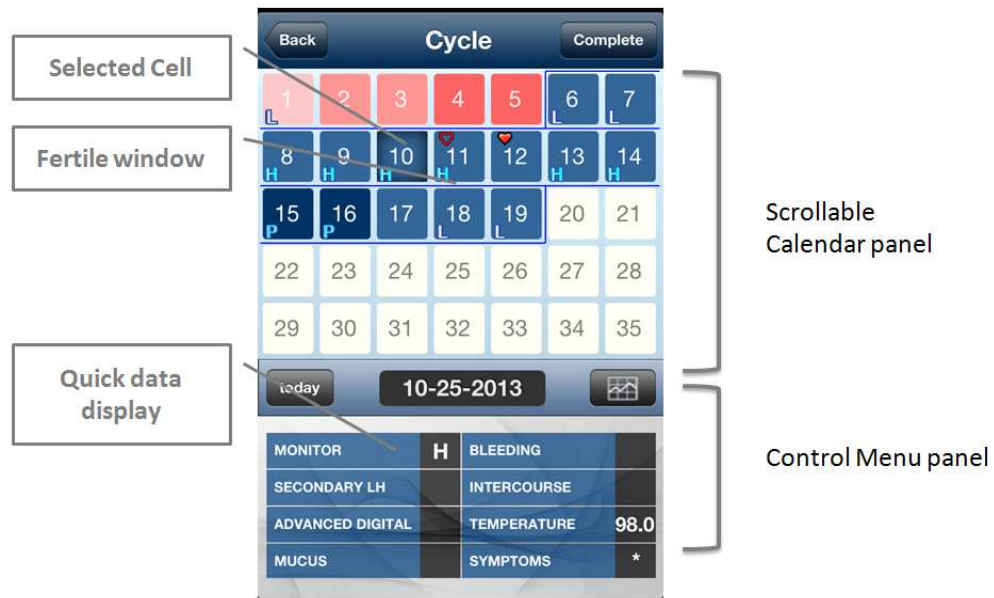 Back Cycle Complete
Selected Cell
1 2 3 4 5 6 7
L L L
Fertile window
8 9 10 11 12 13 14
H H H H H H
15 16 17 18 19 20 21
P P L L
Scrollable
Calendar panel
22 23 24 25 26 27 28
29 30 31 32 33 34 35
Quick data
display
today 10-25-2013
MONITOR H BLEEDING
SECONDARY LH INTERCOURSE
Control Menu panel
ADVANCED DIGITAL TEMPERATURE 98.0
MUCUS SYMPTOMS *